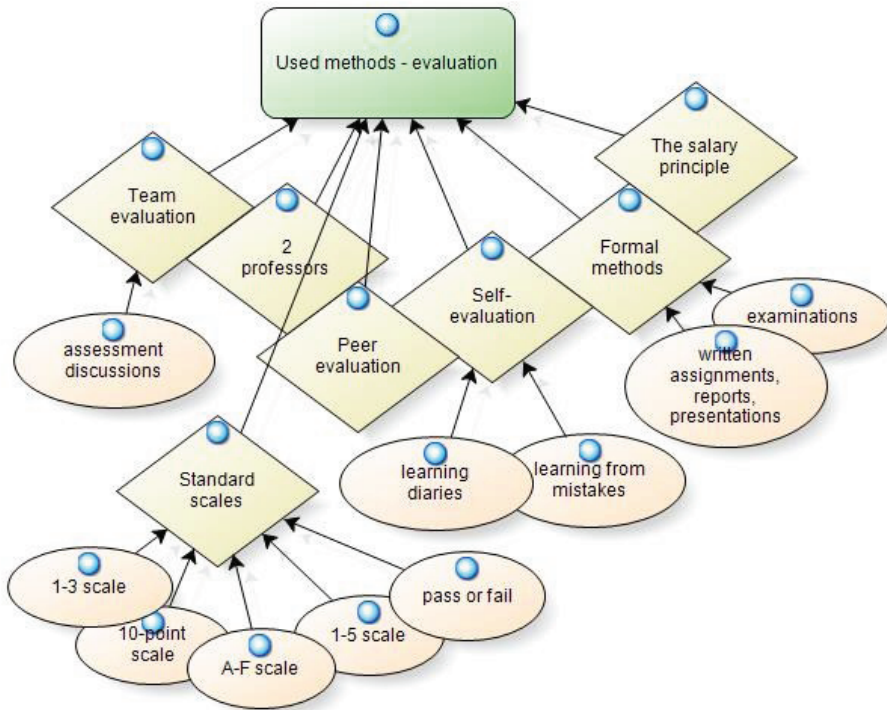 Used methods - evaluation
The salary
principle
Team
evaluation
2
professors
Formal
methods
Self-
evaluation
Peer
evaluation
examinations
assessment
discussions
written
assignments,
reports,
presentations
Standard
scales
learning
diaries
learning from
mistakes
1-3 scale
10-point
scale
A-F scale
1-5 scale
pass or fail